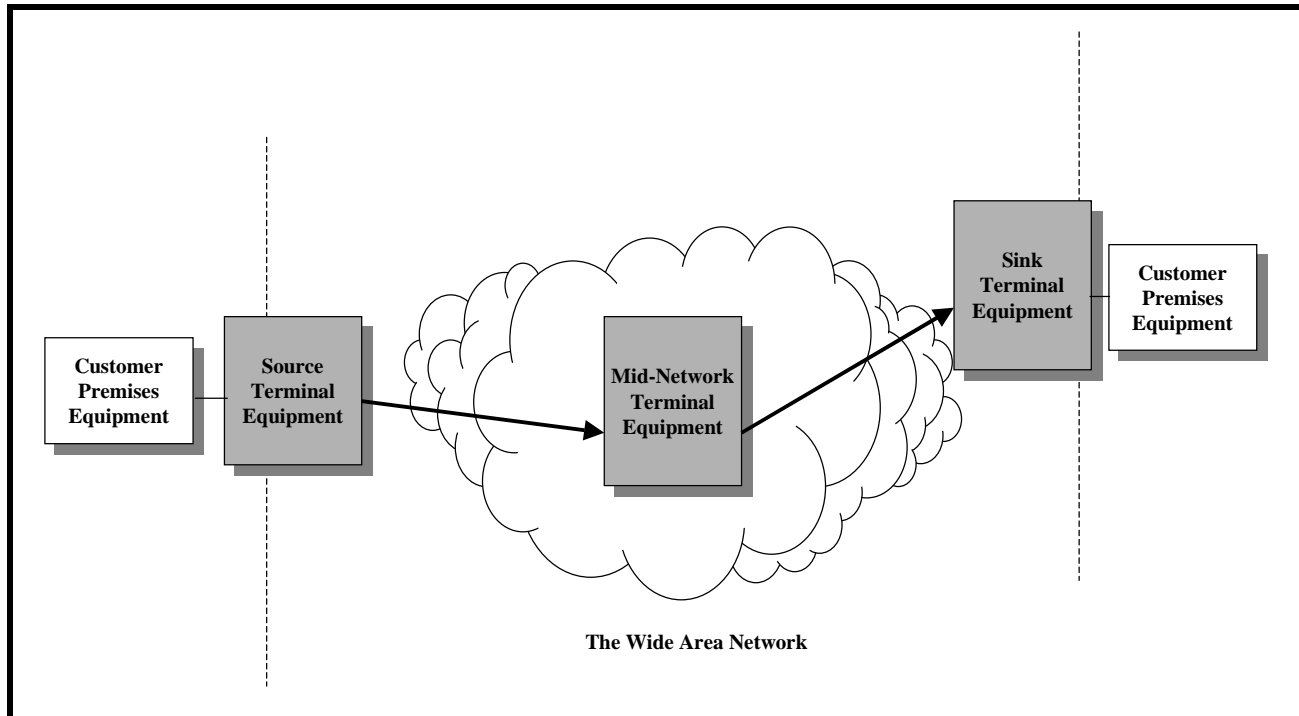 Customer
Premises
Equipment
Source
Terminal
Equipment
Mid-Network
Terminal
Equipment
Sink
Terminal
Equipment
Customer
Premises
Equipment
The Wide Area Network